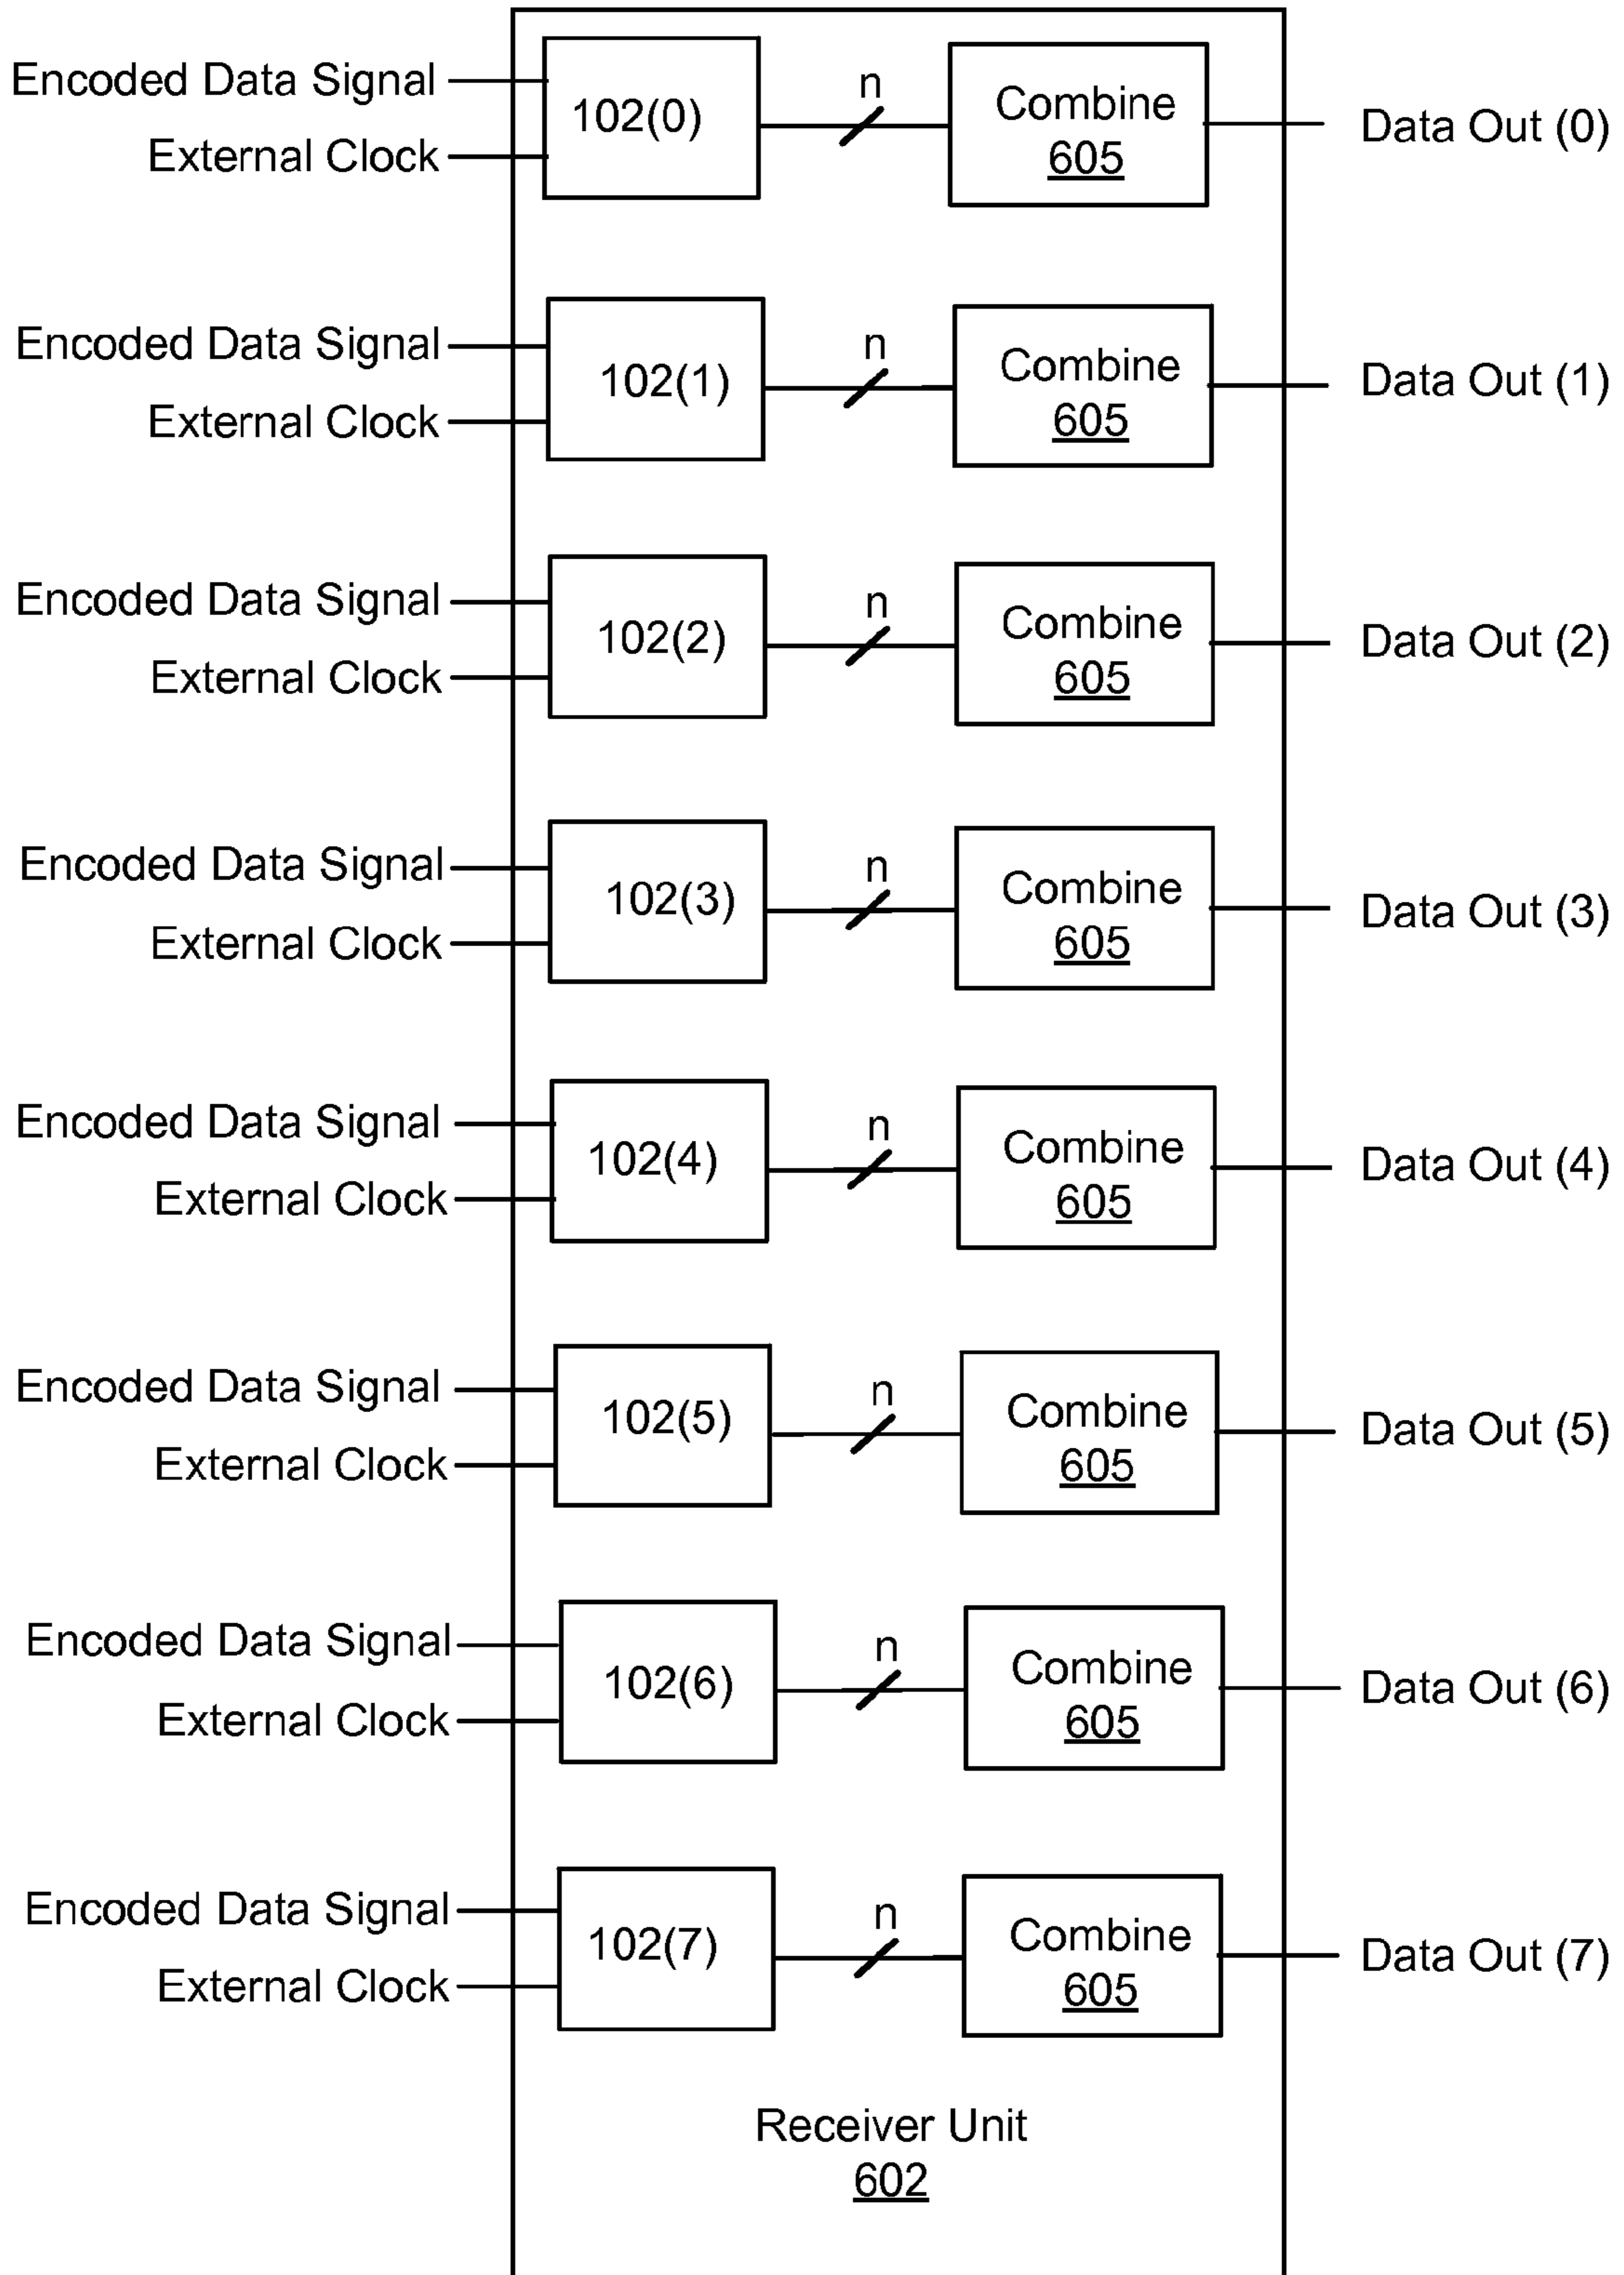 Encoded Data Signal
External Clock
102(0)
n
Combine
605
Data Out (0)
Encoded Data Signal
External Clock
102(1)
n
Combine
605
Data Out (1)
Encoded Data Signal
External Clock
102(2)
n
Combine
605
Data Out (2)
Encoded Data Signal
External Clock
102(3)
n
Combine
605
Data Out (3)
Encoded Data Signal
External Clock
102(4)
n
Combine
605
Data Out (4)
Encoded Data Signal
External Clock
102(5)
n
Combine
605
Data Out (5)
Encoded Data Signal
External Clock
102(6)
n
Combine
605
Data Out (6)
Encoded Data Signal
External Clock
102(7)
n
Combine
605
Data Out (7)
Receiver Unit
602